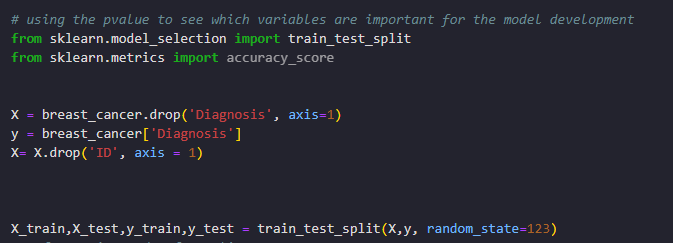 # using the pvalue to see which variables are important for the model development
from sklearn.model_selection import train_test_split
from sklearn.metrics import accuracy_score
X = breast_cancer.drop('Diagnosis', axis=1)
y = breast_cancer['Diagnosis']
X= X.drop('ID', axis = 1)
X_train,X_test,y_train,y_test = train_test_split(X,y, random_state=123)